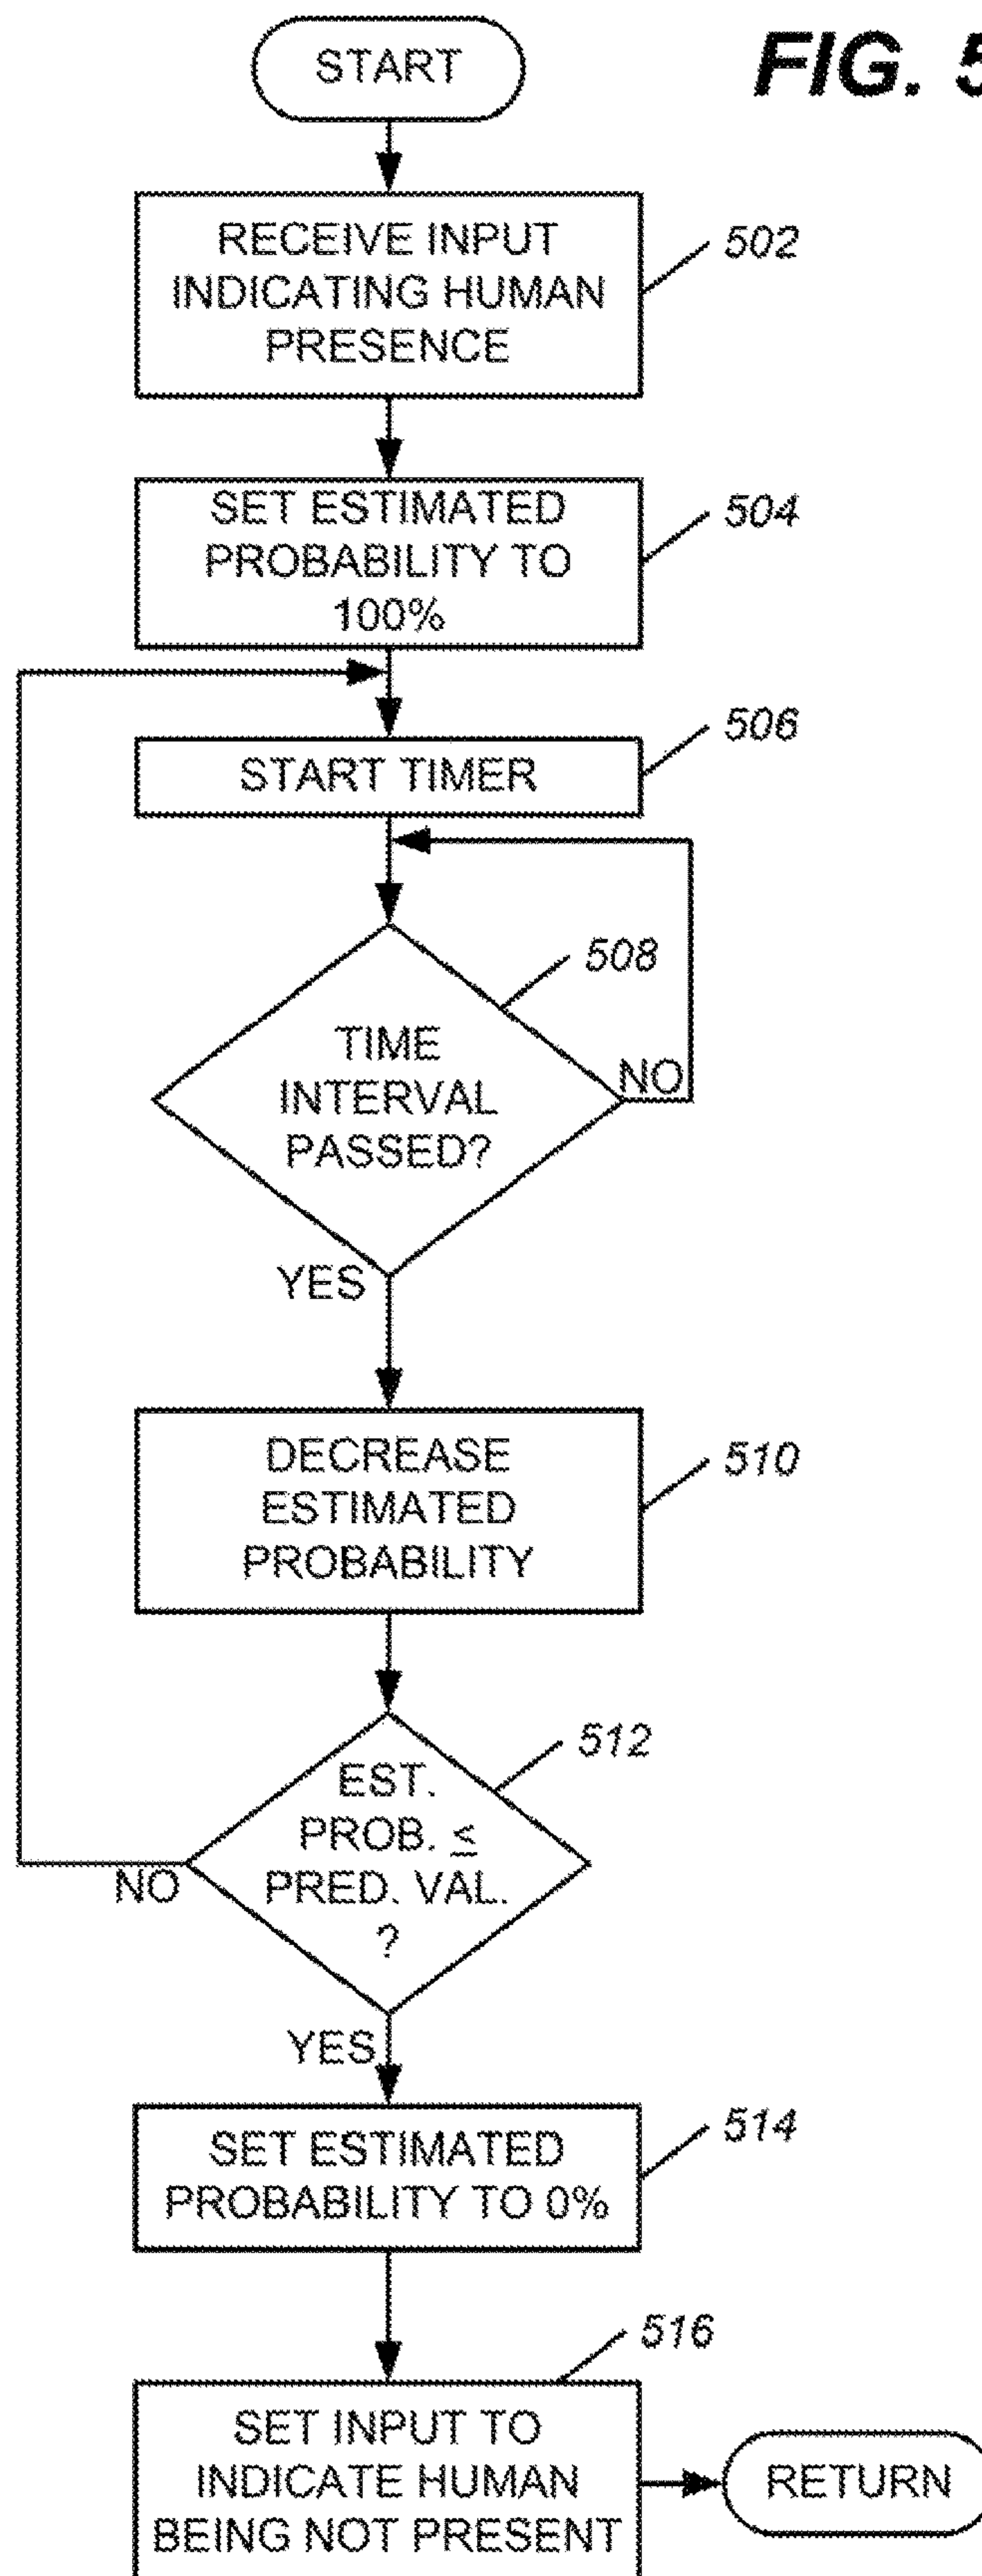 START
FIG. 5
RECEIVE INPUT
INDICATING HUMAN
PRESENCE
502
SET ESTIMATED
PROBABILITY TO
100%
504
START TIMER
506
TIME
INTERVAL
PASSED?
508
NO
YES
DECREASE
ESTIMATED
PROBABILITY
510
EST.
PROB. ≤
PRED. VAL.
?
512
NO
YES
SET ESTIMATED
PROBABILITY TO 0%
514
SET INPUT TO
INDICATE HUMAN
BEING NOT PRESENT
516
RETURN